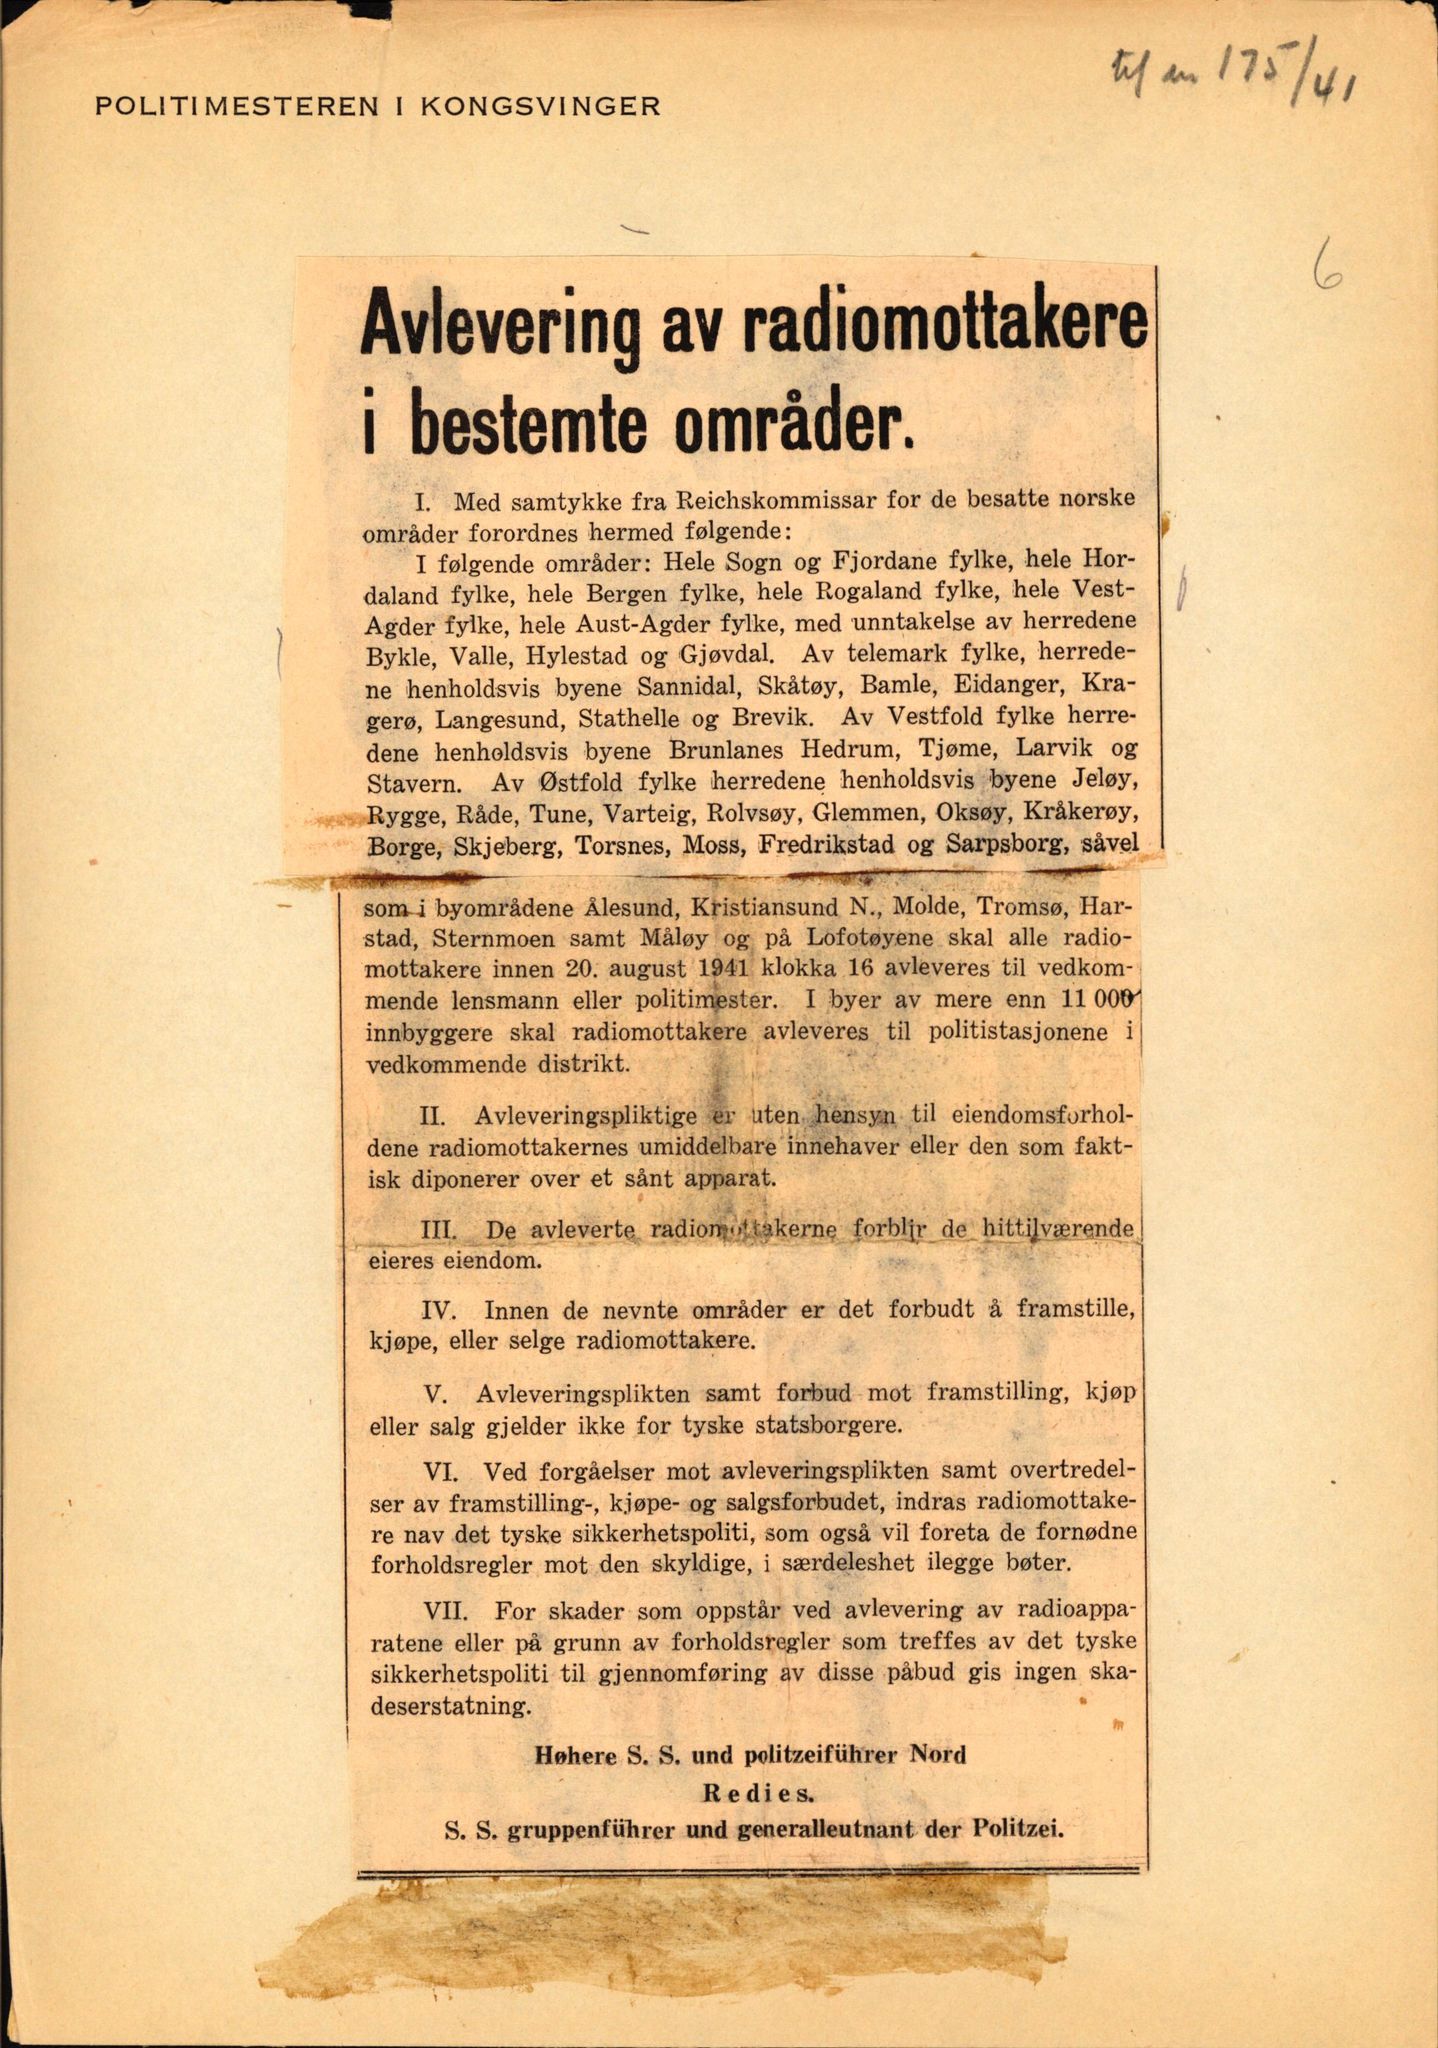 tif en 175/41
POLITIMESTEREN I KONGSVINGER
6
Avlevering av radiomottakere
i bestemte områder.
I. Med samtykke fra Reichskommissar for de besatte norske
områder forordnes hermed følgende:
I følgende områder: Hele Sogn og Fjordane fylke, hele Hor-
daland fylke, hele Bergen fylke, hele Rogaland fylke, hele Vest-
Agder fylke, hele Aust-Agder fylke, med unntakelse av herredene
Bykle, Valle, Hylestad og Gjøvdal. Av telemark fylke, herrede-
ne henholdsvis byene Sannidal, Skåtøy, Bamle, Eidanger, Kra-
gerø, Langesund, Stathelle og Brevik. Av Vestfold fylke herre-
dene henholdsvis byene Brunlanes Hedrum, Tjøme, Larvik og
Stavern. Av Østfold fylke herredene henholdsvis byene Jeløy,
Rygge, Råde, Tune, Varteig, Rolvsøy, Glemmen, Oksøy, Kråkerøy,
Borge, Skjeberg, Torsnes, Moss, Fredrikstad og Sarpsborg, såvel
som i byområdene Ålesund, Kristiansund N., Molde, Tromsø, Har-
stad, Sternmoen samt Måløy og på Lofotøyene skal alle radio-
mottakere innen 20. august 1941 klokka 16 avleveres til vedkom-
mende lensmann eller politimester. I byer av mere enn 11 000
innbyggere skal radiomottakere avleveres til politistasjonene i
vedkommende distrikt.
II. Avleveringspliktige er uten hensyn til eiendomsforhol-
dene radiomottakernes umiddelbare innehaver eller den som fakt-
isk diponerer over et sånt apparat.
III. De avleverte radiomottakerne forblir de hittilværende
eieres eiendom.
IV. Innen de nevnte områder er det forbudt å framstille,
kjøpe, eller selge radiomottakere.
V. Avleveringsplikten samt forbud mot framstilling, kjøp
eller salg gjelder ikke for tyske statsborgere.
VI. Ved forgåelser mot avleveringsplikten samt overtredel-
ser av framstilling-, kjøpe- og salgsforbudet, indras radiomottake-
re nav det tyske sikkerhetspoliti, som også vil foreta de fornødne
forholdsregler mot den skyldige, i særdeleshet ilegge bøter.
VII. For skader som oppstår ved avlevering av radioappa-
ratene eller på grunn av forholdsregler som treffes av det tyske
sikkerhetspoliti til gjennomføring av disse påbud gis ingen ska-
deserstatning.
Høhere S. S. und politzeiführer Nord
Redies.
S. S. gruppenführer und generalleutnant der Politzei.